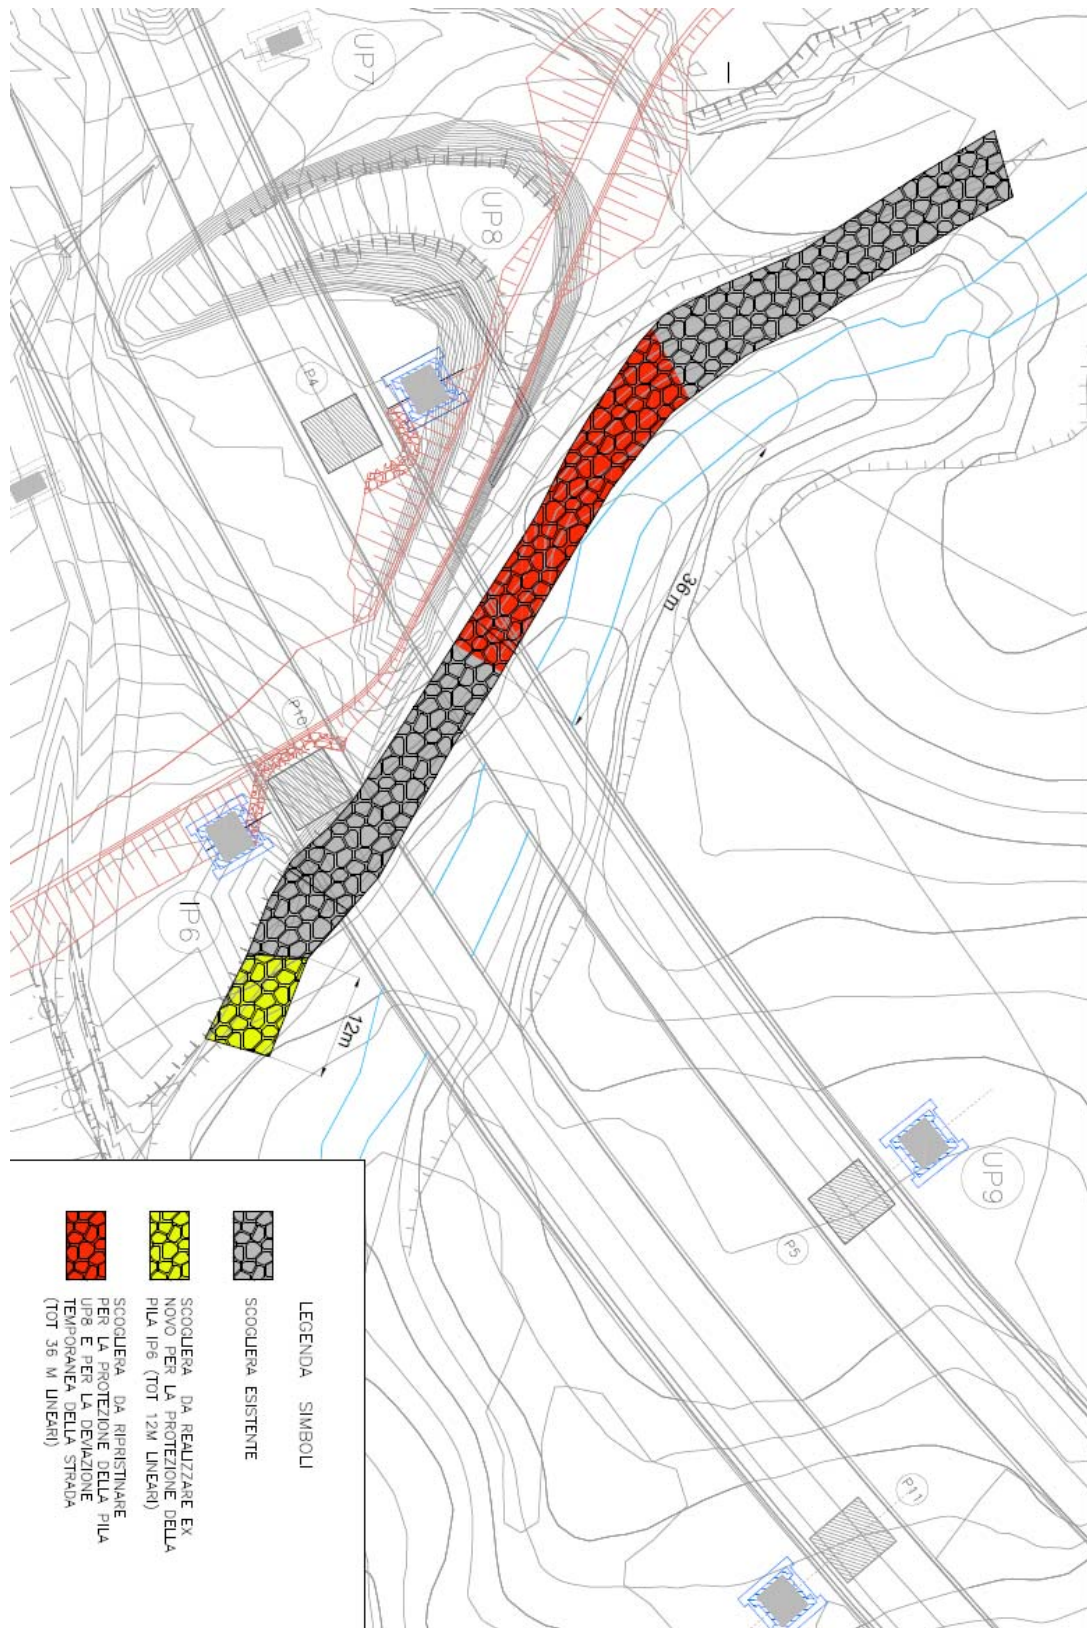 UP7
UP8
P4
36 m
P10
IP6
12m
UP9
P5
P11
LEGENDA SIMBOLI
SCOGLIERA ESISTENTE
SCOGLIERA DA REALIZZARE EX
NOVO PER LA PROTEZIONE DELLA
PILA IP6 (TOT 12M LINEARI)
SCOGLIERA DA RIPRISTINARE
PER LA PROTEZIONE DELLA PILA
UP8 E PER LA DEVIAZIONE
TEMPORANEA DELLA STRADA
(TOT 36 M LINEARI)